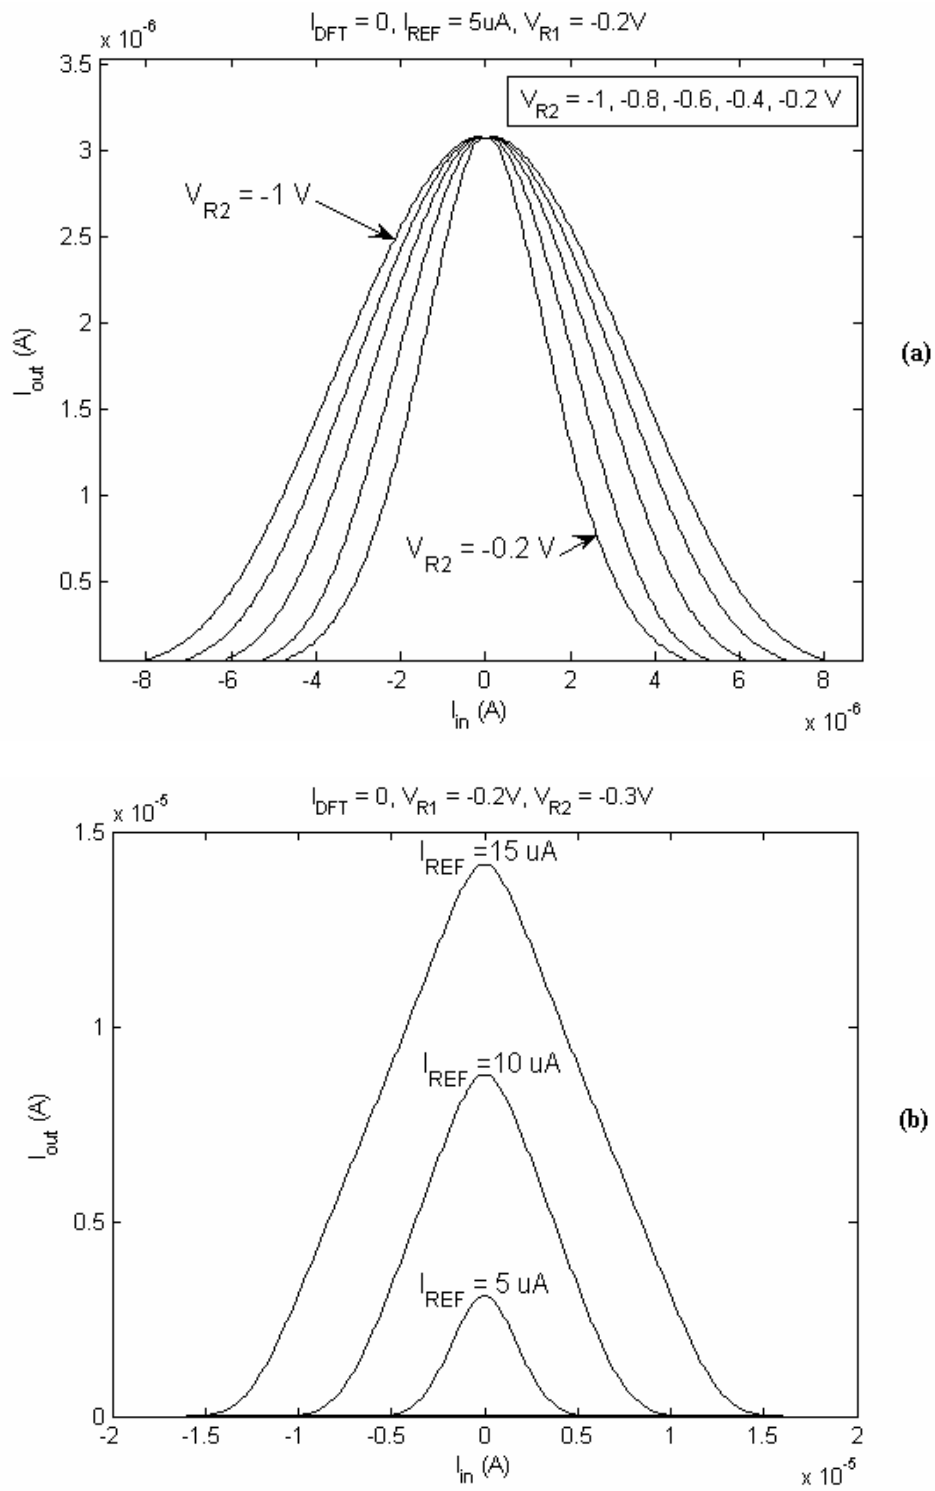 I_DFT = 0, I_REF = 5uA, V_R1 = -0.2V
x 10^-6
V_R2 = -1, -0.8, -0.6, -0.4, -0.2 V
V_R2 = -1 V
V_R2 = -0.2 V
3.5
3
2.5
2
1.5
1
0.5
I_out (A)
(a)
-8 -6 -4 -2 0 2 4 6 8
I_in (A)
x 10^-6
I_DFT = 0, V_R1 = -0.2V, V_R2 = -0.3V
x 10^-5
I_REF =15 uA
I_REF =10 uA
I_REF = 5 uA
1.5
1
0.5
0
I_out (A)
(b)
-2 -1.5 -1 -0.5 0 0.5 1 1.5 2
I_in (A)
x 10^-5